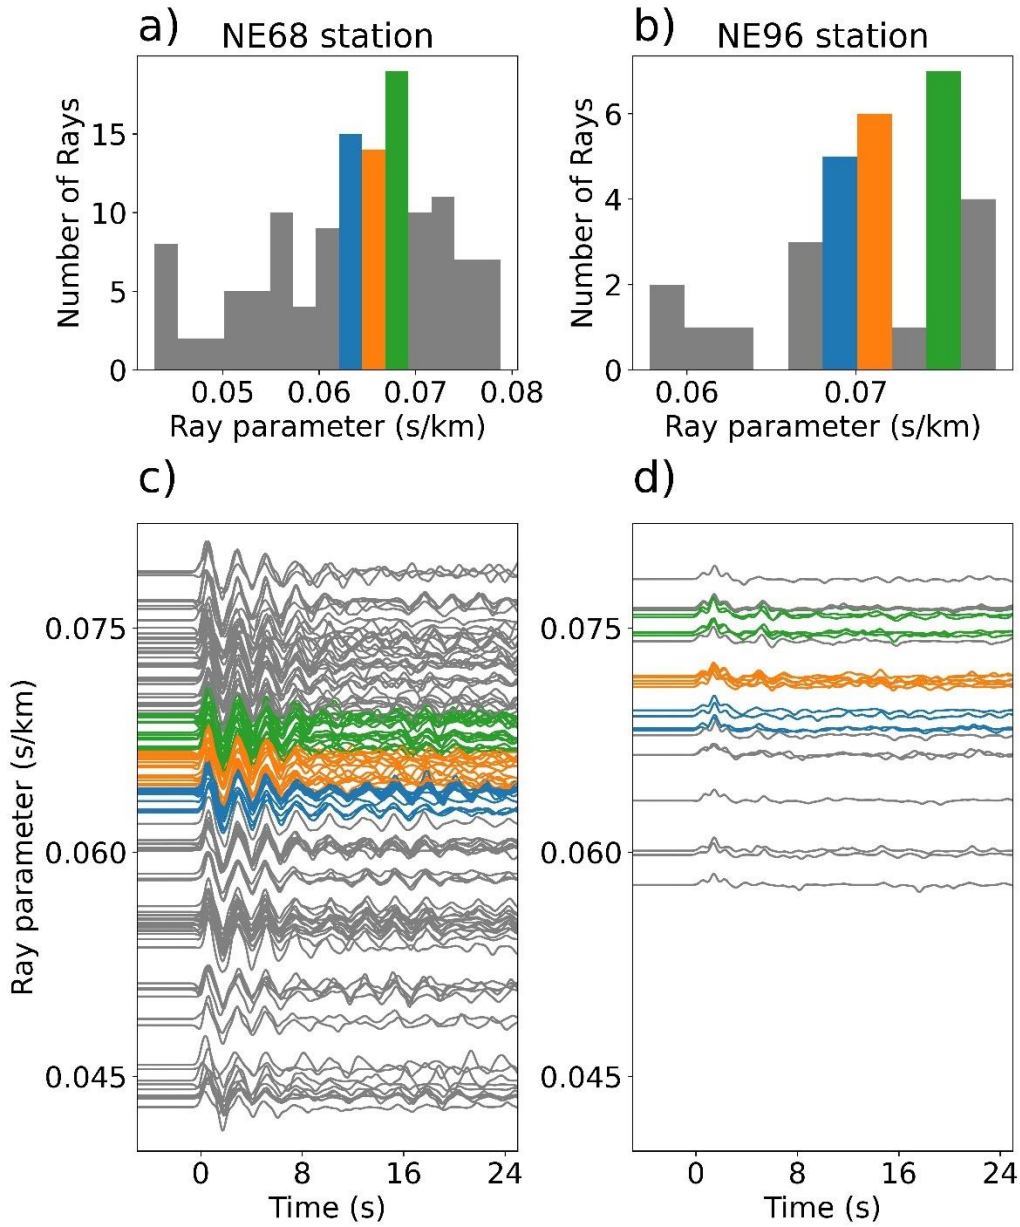 a) NE68 station
b) NE96 station
Number of Rays
15
10
5
0
0.05 0.06 0.07 0.08
Ray parameter (s/km)
Number of Rays
6
4
2
0
0.06 0.07
Ray parameter (s/km)
c)
d)
Ray parameter (s/km)
0.075
0.060
0.045
0 8 16 24
Time (s)
0.075
0.060
0.045
0 8 16 24
Time (s)